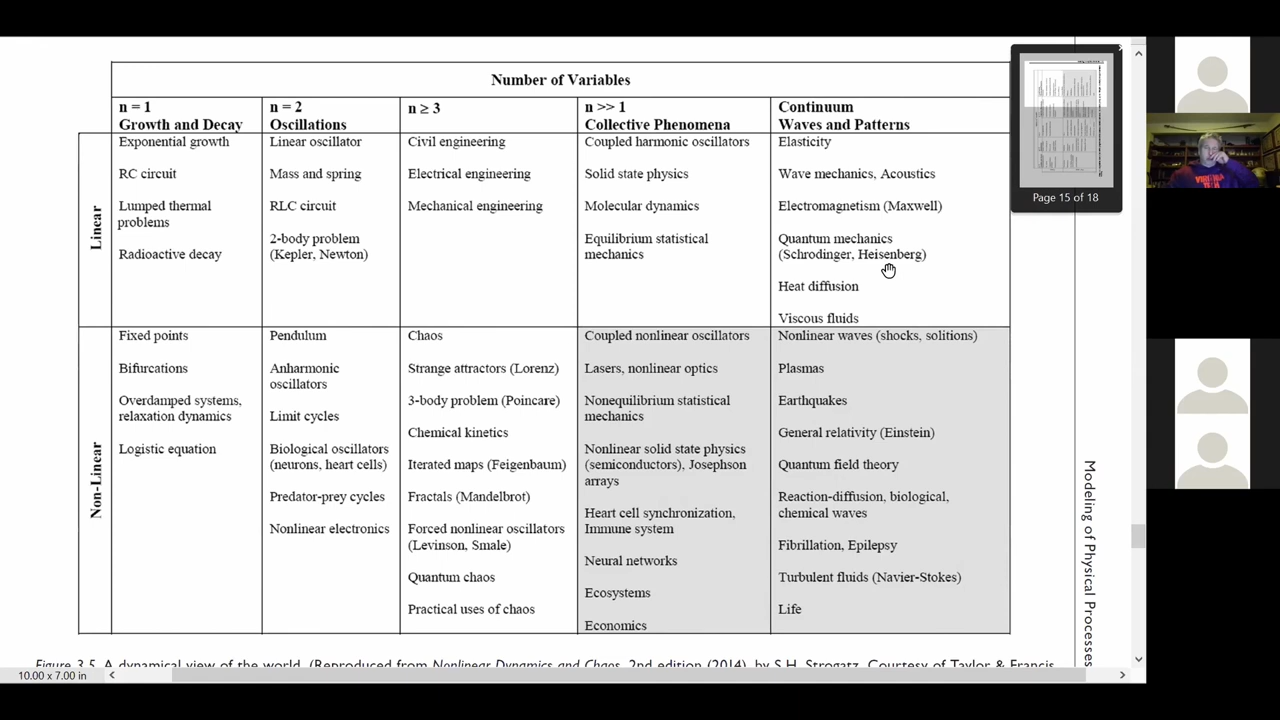 Number of Variables
n = 1
Growth and Decay
n = 2
Oscillations
n ≥ 3
n >> 1
Collective Phenomena
Continuum
Waves and Patterns
Linear
Exponential growth
RC circuit
Lumped thermal
problems
Radioactive decay
Linear oscillator
Mass and spring
RLC circuit
2-body problem
(Kepler, Newton)
Civil engineering
Electrical engineering
Mechanical engineering
Coupled harmonic oscillators
Solid state physics
Molecular dynamics
Equilibrium statistical
mechanics
Elasticity
Wave mechanics, Acoustics
Electromagnetism (Maxwell)
Quantum mechanics
(Schrodinger, Heisenberg)
Heat diffusion
Viscous fluids
Non-Linear
Fixed points
Bifurcations
Overdamped systems,
relaxation dynamics
Logistic equation
Pendulum
Anharmonic
oscillators
Limit cycles
Biological oscillators
(neurons, heart cells)
Predator-prey cycles
Nonlinear electronics
Chaos
Strange attractors (Lorenz)
3-body problem (Poincare)
Chemical kinetics
Iterated maps (Feigenbaum)
Fractals (Mandelbrot)
Forced nonlinear oscillators
(Levinson, Smale)
Quantum chaos
Practical uses of chaos
Coupled nonlinear oscillators
Lasers, nonlinear optics
Nonequilibrium statistical
mechanics
Nonlinear solid state physics
(semiconductors), Josephson
arrays
Heart cell synchronization,
Immune system
Neural networks
Ecosystems
Economics
Nonlinear waves (shocks, solitions)
Plasmas
Earthquakes
General relativity (Einstein)
Quantum field theory
Reaction-diffusion, biological,
chemical waves
Fibrillation, Epilepsy
Turbulent fluids (Navier-Stokes)
Life
Figure 3.5 A dynamical view of the world. (Reproduced from Nonlinear Dynamics and Chaos, 2nd edition (2014), by S.H. Strogatz. Courtesy of Taylor & Francis
Modeling of Physical Processes
Page 15 of 18
10.00 x 7.00 in
VIRGINIA